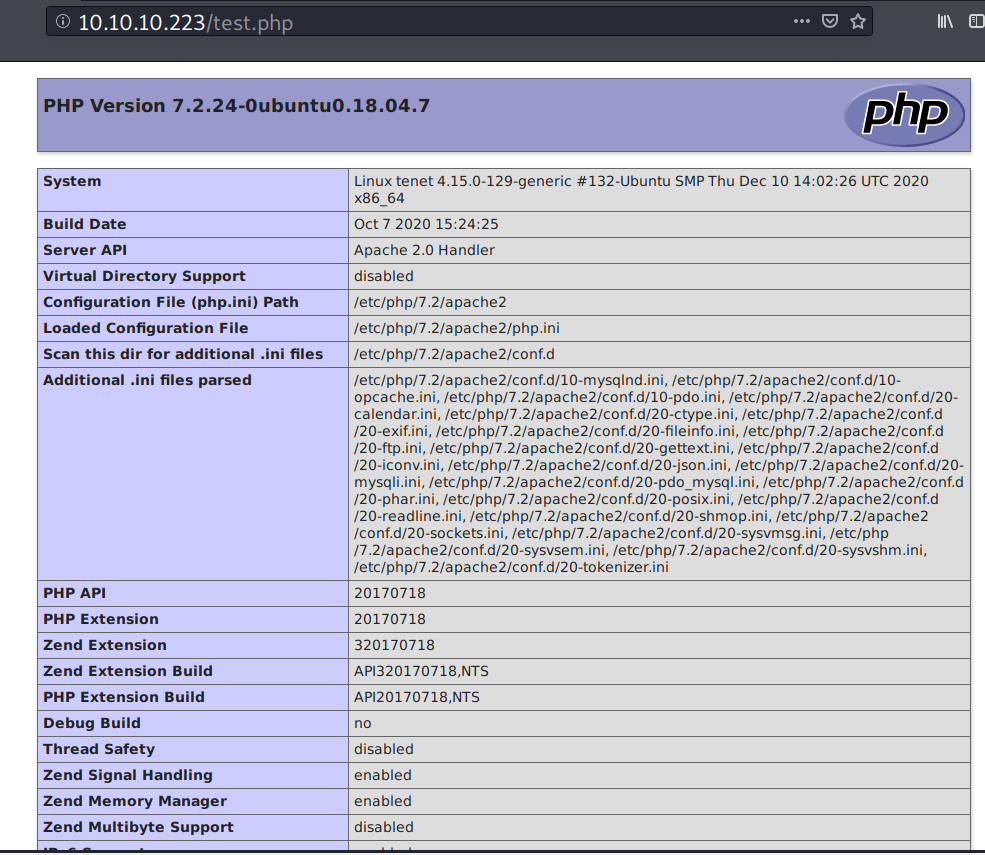 10.10.10.223/test.php
PHP Version 7.2.24-0ubuntu0.18.04.7
php
System
Linux tenet 4.15.0-129-generic #132-Ubuntu SMP Thu Dec 10 14:02:26 UTC 2020
x86_64
Build Date
Oct 7 2020 15:24:25
Server API
Apache 2.0 Handler
Virtual Directory Support
disabled
Configuration File (php.ini) Path
/etc/php/7.2/apache2
Loaded Configuration File
/etc/php/7.2/apache2/php.ini
Scan this dir for additional .ini files
/etc/php/7.2/apache2/conf.d
Additional .ini files parsed
/etc/php/7.2/apache2/conf.d/10-mysqlnd.ini, /etc/php/7.2/apache2/conf.d/10-
opcache.ini, /etc/php/7.2/apache2/conf.d/10-pdo.ini, /etc/php/7.2/apache2/conf.d/20-
calendar.ini, /etc/php/7.2/apache2/conf.d/20-ctype.ini, /etc/php/7.2/apache2/conf.d
/20-exif.ini, /etc/php/7.2/apache2/conf.d/20-fileinfo.ini, /etc/php/7.2/apache2/conf.d
/20-ftp.ini, /etc/php/7.2/apache2/conf.d/20-gettext.ini, /etc/php/7.2/apache2/conf.d
/20-iconv.ini, /etc/php/7.2/apache2/conf.d/20-json.ini, /etc/php/7.2/apache2/conf.d/20-
mysqli.ini, /etc/php/7.2/apache2/conf.d/20-pdo_mysql.ini, /etc/php/7.2/apache2/conf.d
/20-phar.ini, /etc/php/7.2/apache2/conf.d/20-posix.ini, /etc/php/7.2/apache2/conf.d
/20-readline.ini, /etc/php/7.2/apache2/conf.d/20-shmop.ini, /etc/php/7.2/apache2
/conf.d/20-sockets.ini, /etc/php/7.2/apache2/conf.d/20-sysvmsg.ini, /etc/php
/7.2/apache2/conf.d/20-sysvsem.ini, /etc/php/7.2/apache2/conf.d/20-sysvshm.ini,
/etc/php/7.2/apache2/conf.d/20-tokenizer.ini
PHP API
20170718
PHP Extension
20170718
Zend Extension
320170718
Zend Extension Build
API320170718,NTS
PHP Extension Build
API20170718,NTS
Debug Build
no
Thread Safety
disabled
Zend Signal Handling
enabled
Zend Memory Manager
enabled
Zend Multibyte Support
disabled